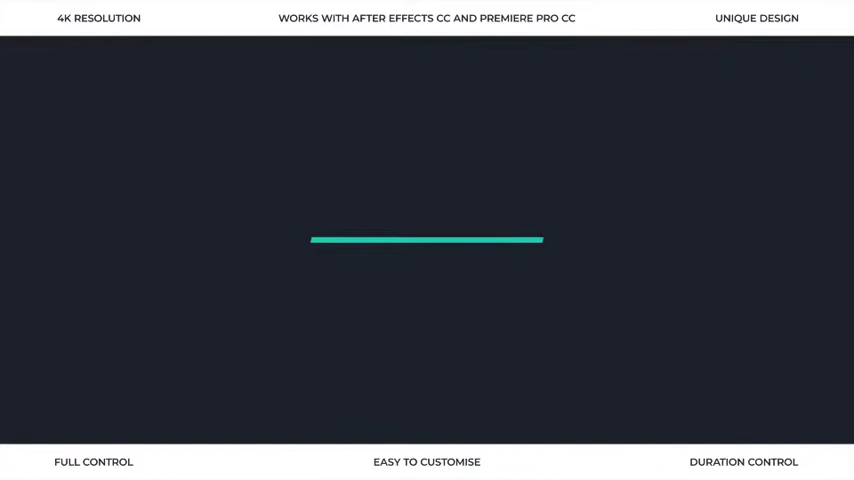 4K RESOLUTION
WORKS WITH AFTER EFFECTS CC AND PREMIERE PRO CC
UNIQUE DESIGN
FULL CONTROL
EASY TO CUSTOMISE
DURATION CONTROL